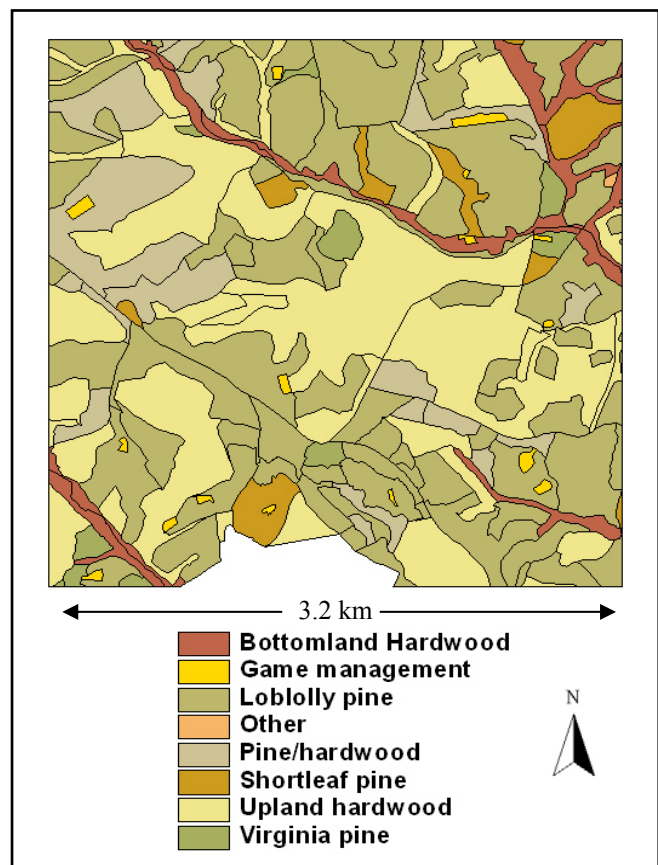 3.2 km
Bottomland Hardwood
Game management
Loblolly pine
Other
Pine/hardwood
Shortleaf pine
Upland hardwood
Virginia pine
N